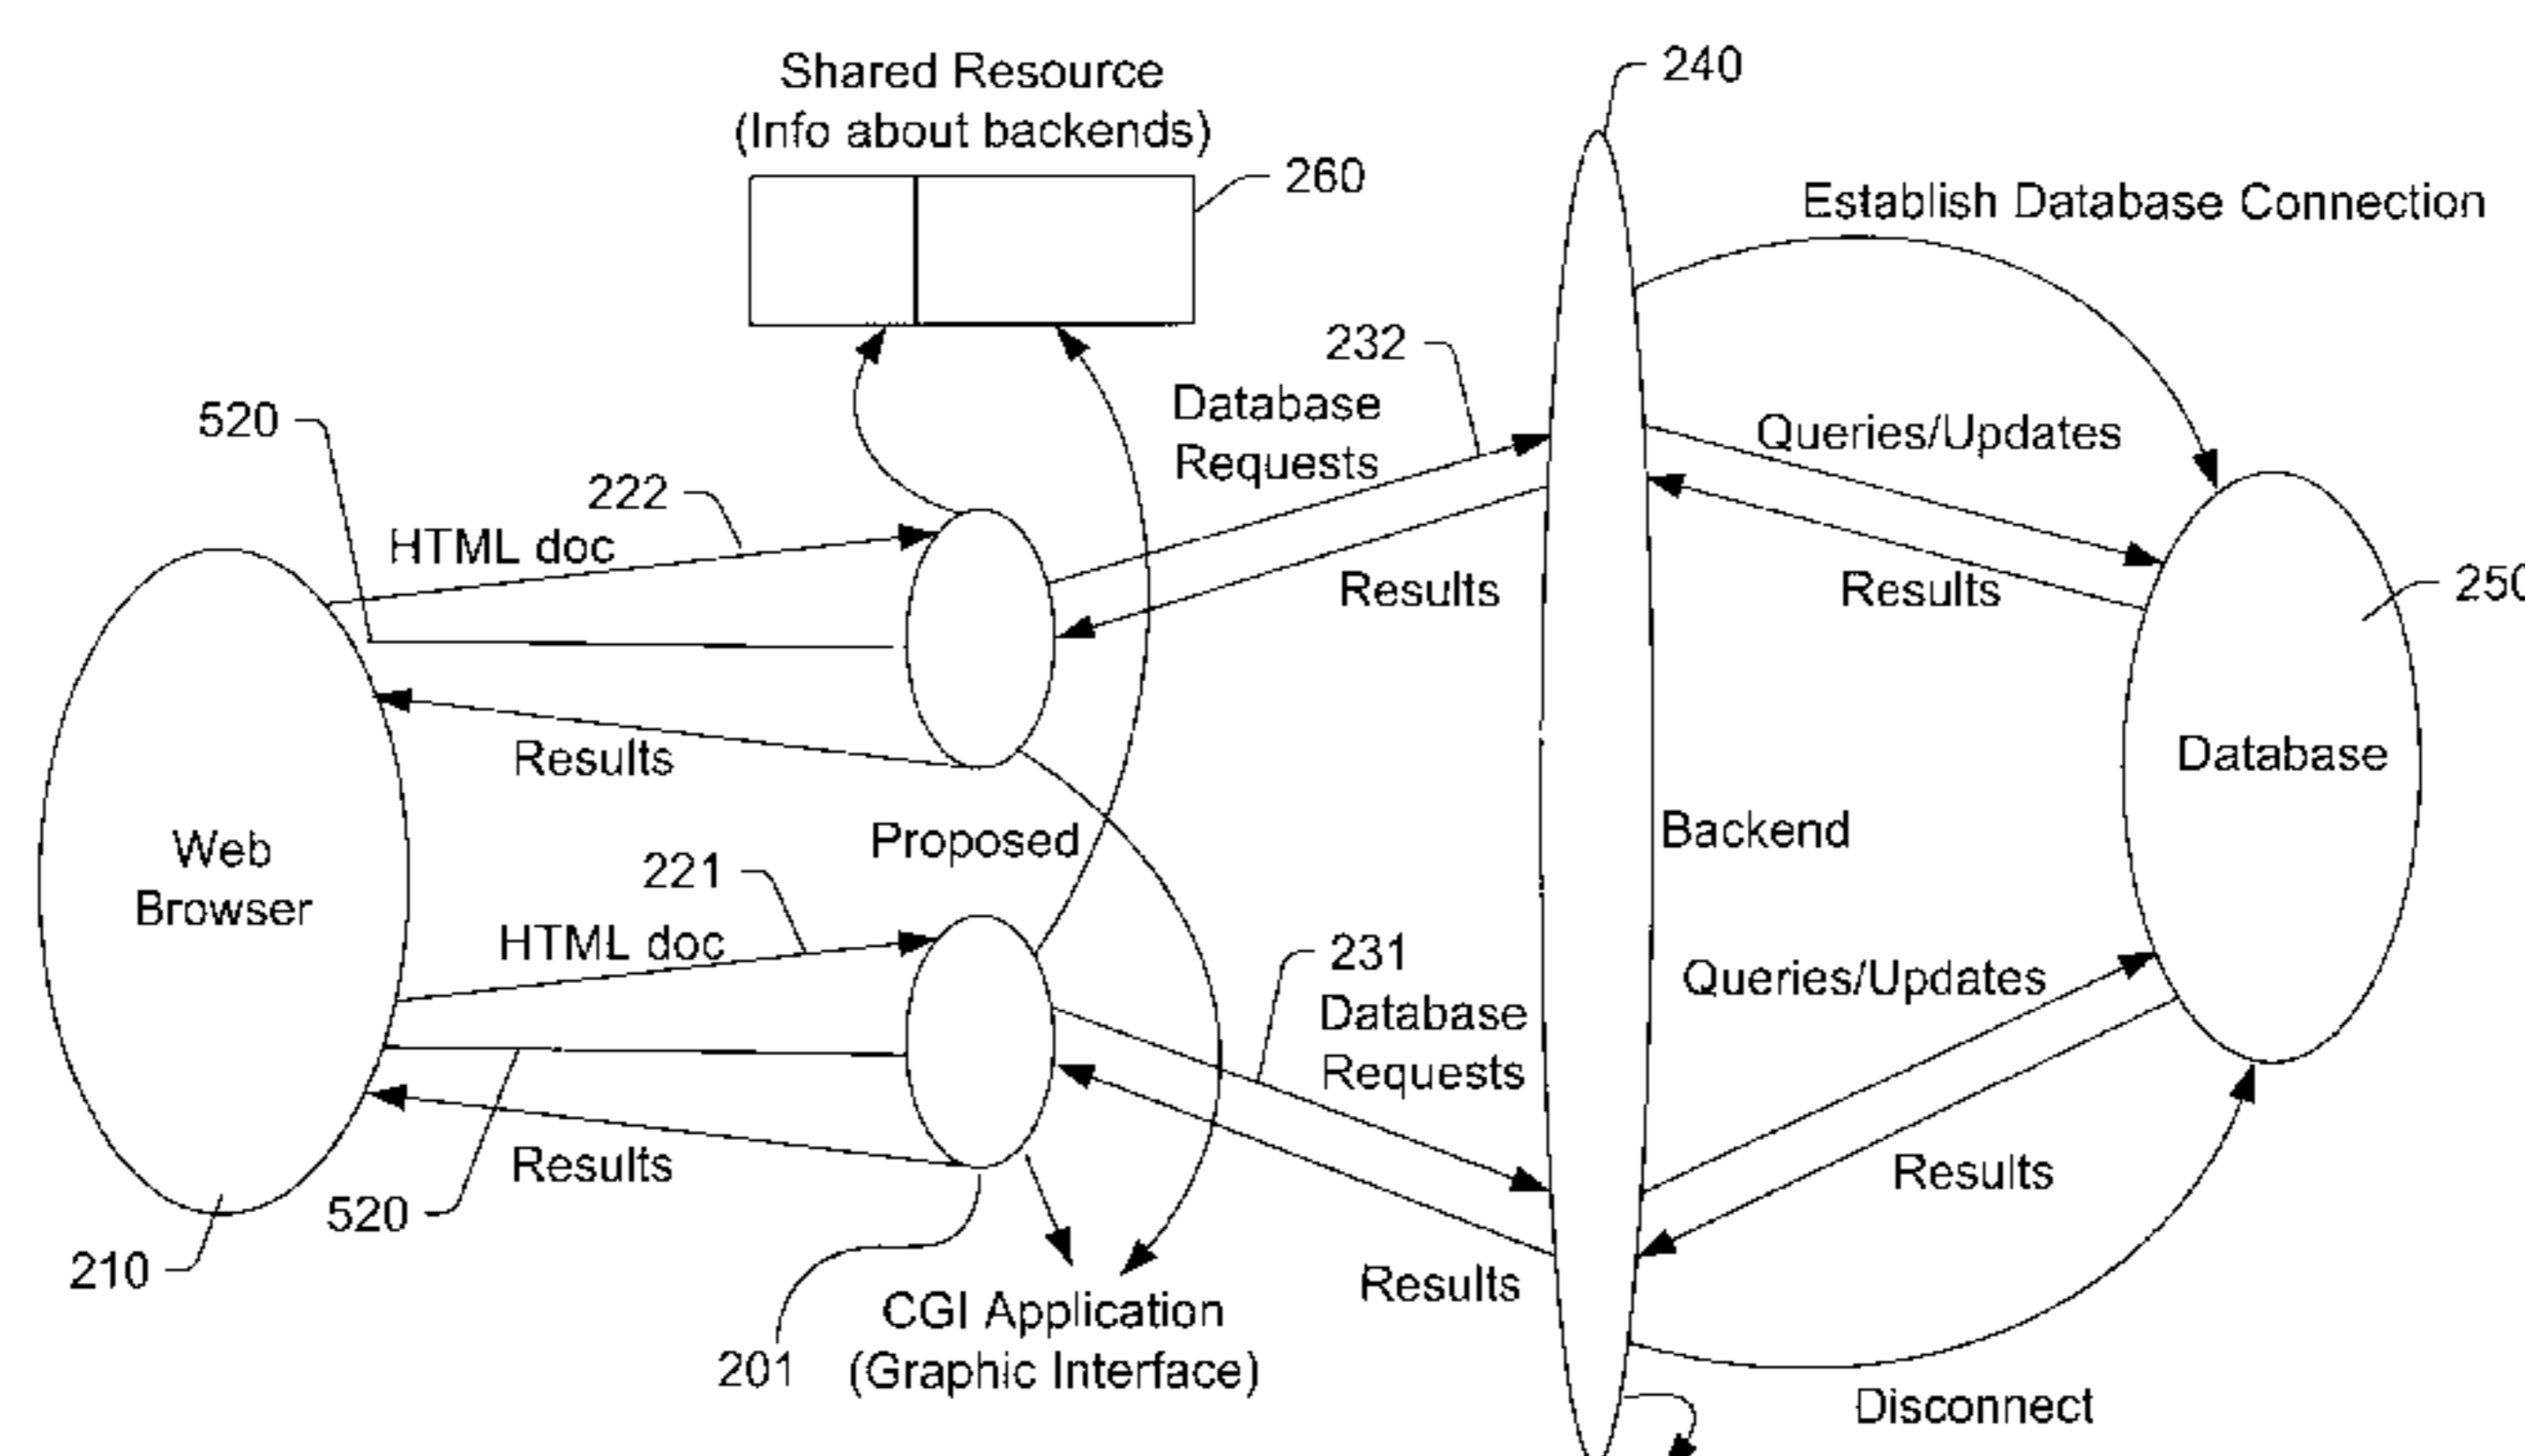 240
Shared Resource
(Info about backends)
260
Establish Database Connection
232
Database
Requests
520
Queries/Updates
222
HTML doc
Results
Results
250
Results
Database
Proposed
Backend
Web
Browser
221
HTML doc
231
Database
Requests
Queries/Updates
Results
Results
520
210
Results
CGI Application
(Graphic Interface)
201
Disconnect